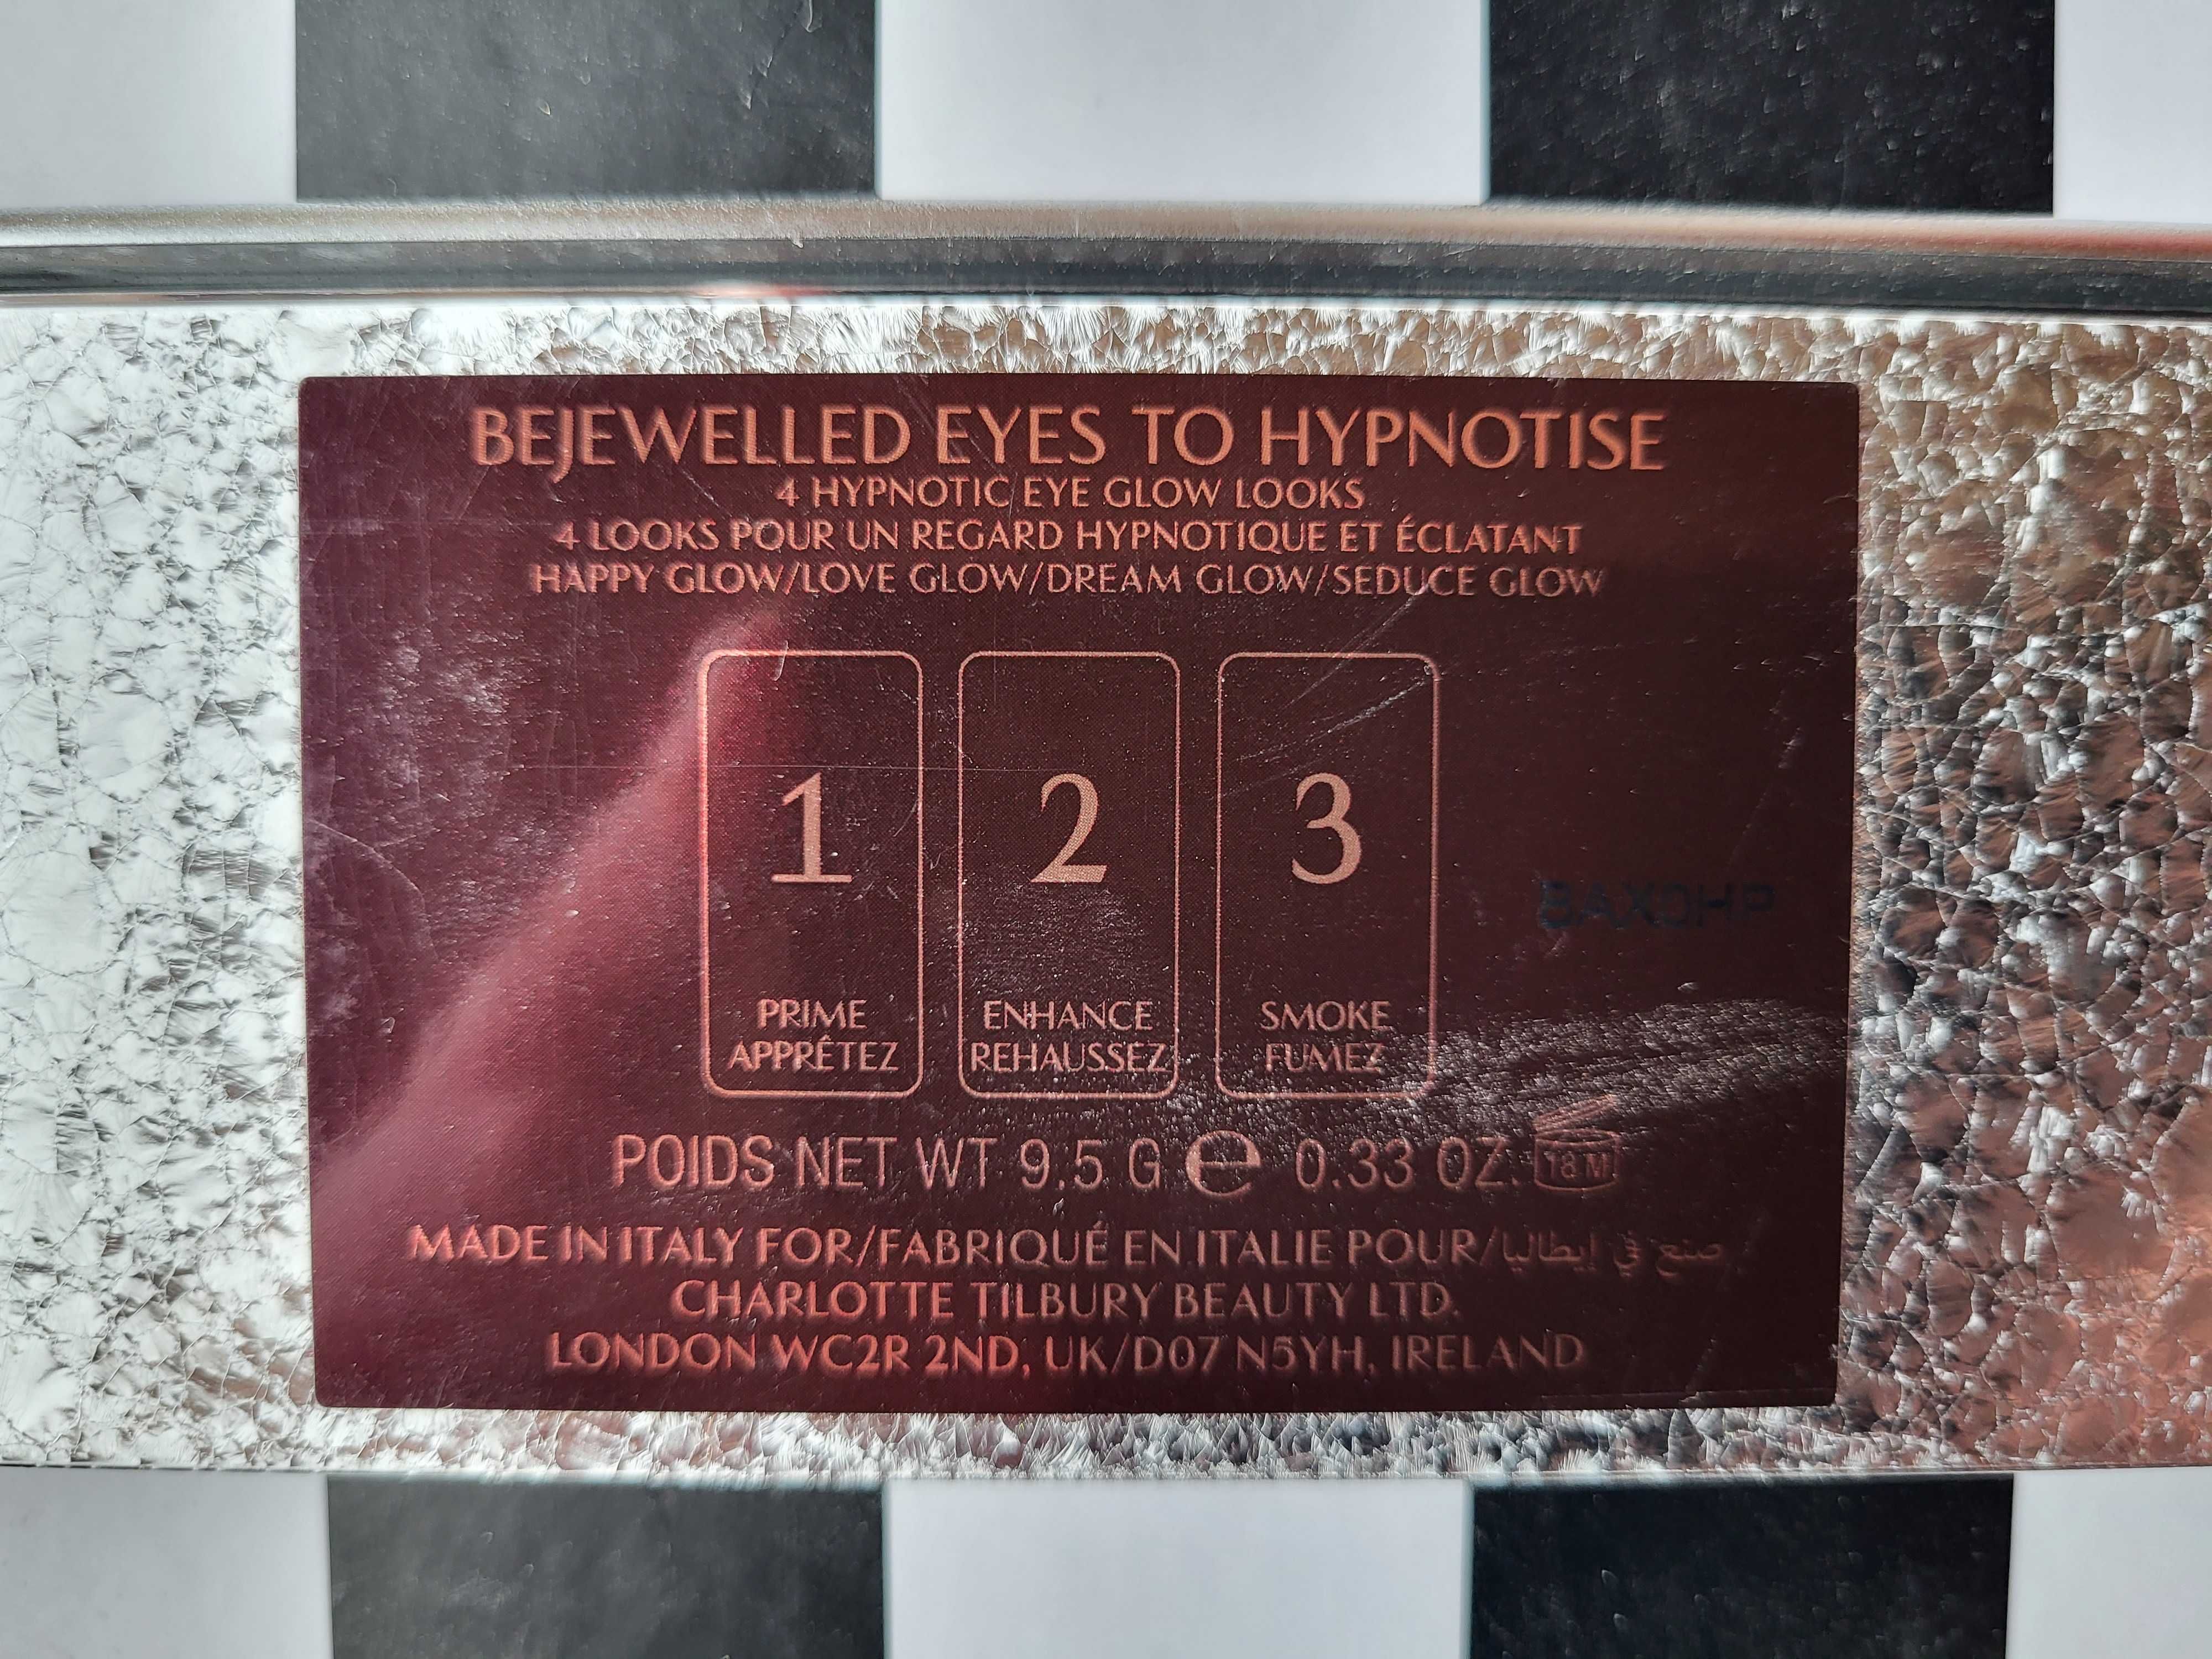 BEJEWELLED EYES TO HYPNOTISE
4 HYPNOTIC EYE GLOW LOOKS
4 LOOKS POUR UN REGARD HYPNOTIQUE ET ÉCLATANT
HAPPY GLOW/LOVE GLOW/DREAM GLOW/SEDUCE GLOW
1 2 3
PRIME ENHANCE SMOKE
APPRÊTEZ REHAUSSEZ FUMEZ
POIDS NET WT 9.5 G ℮ 0.33 OZ. 18 M
MADE IN ITALY FOR/FABRIQUÉ EN ITALIE POUR/صنع في إيطاليا
CHARLOTTE TILBURY BEAUTY LTD.
LONDON WC2R 2ND, UK/D07 N5YH, IRELAND